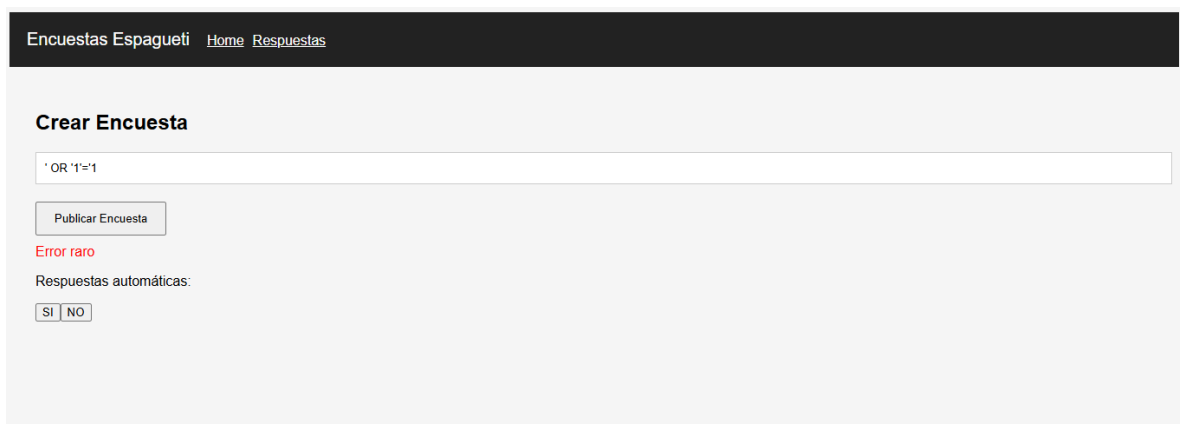 Encuestas Espagueti Home Respuestas
Crear Encuesta
' OR '1'='1
Publicar Encuesta
Error raro
Respuestas automáticas:
SI NO